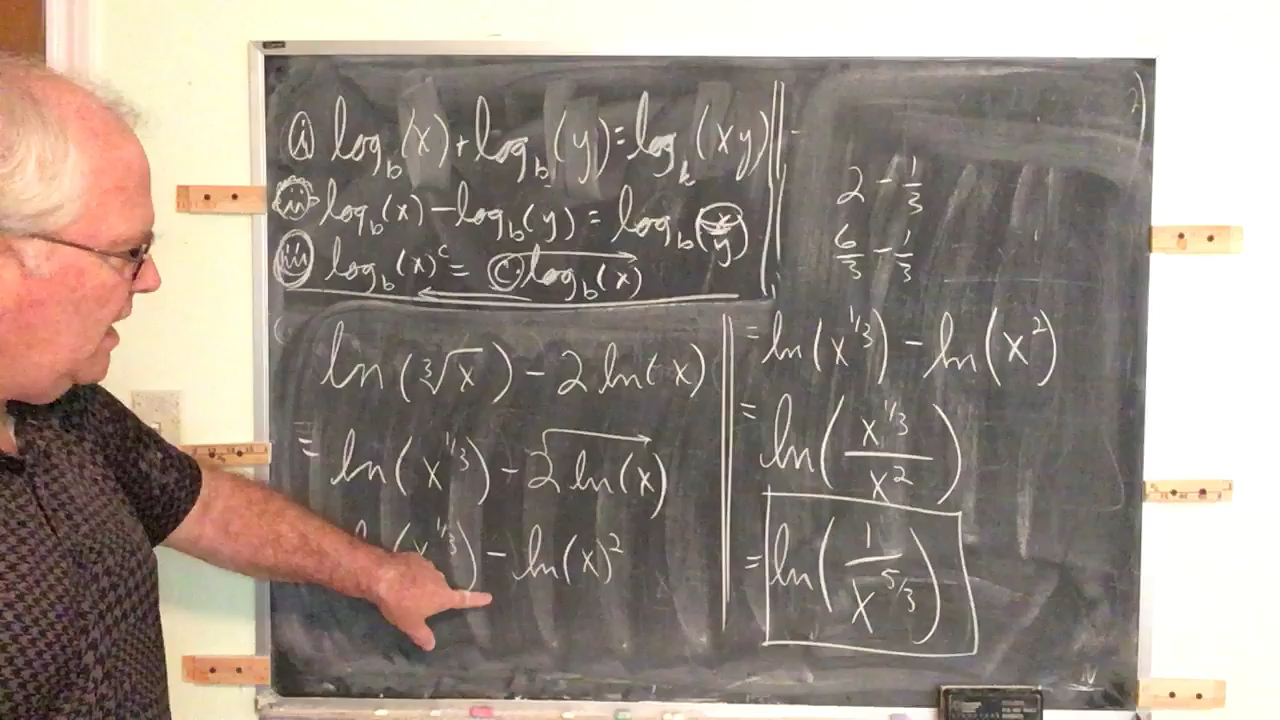 (i) log_b(x) + log_b(y) = log_b(xy)
(ii) log_b(x) - log_b(y) = log_b(x/y)
(iii) log_b(x)^c = c log_b(x)
ln(∛x) - 2 ln(x)
= ln(x^{1/3}) - 2 ln(x)
(x^{1/3}) - ln(x)^2
2 - 1/3
6/3 - 1/3
= ln(x^{1/3}) - ln(x^2)
= ln(x^{1/3}/x^2)
= ln(1/x^{5/3})